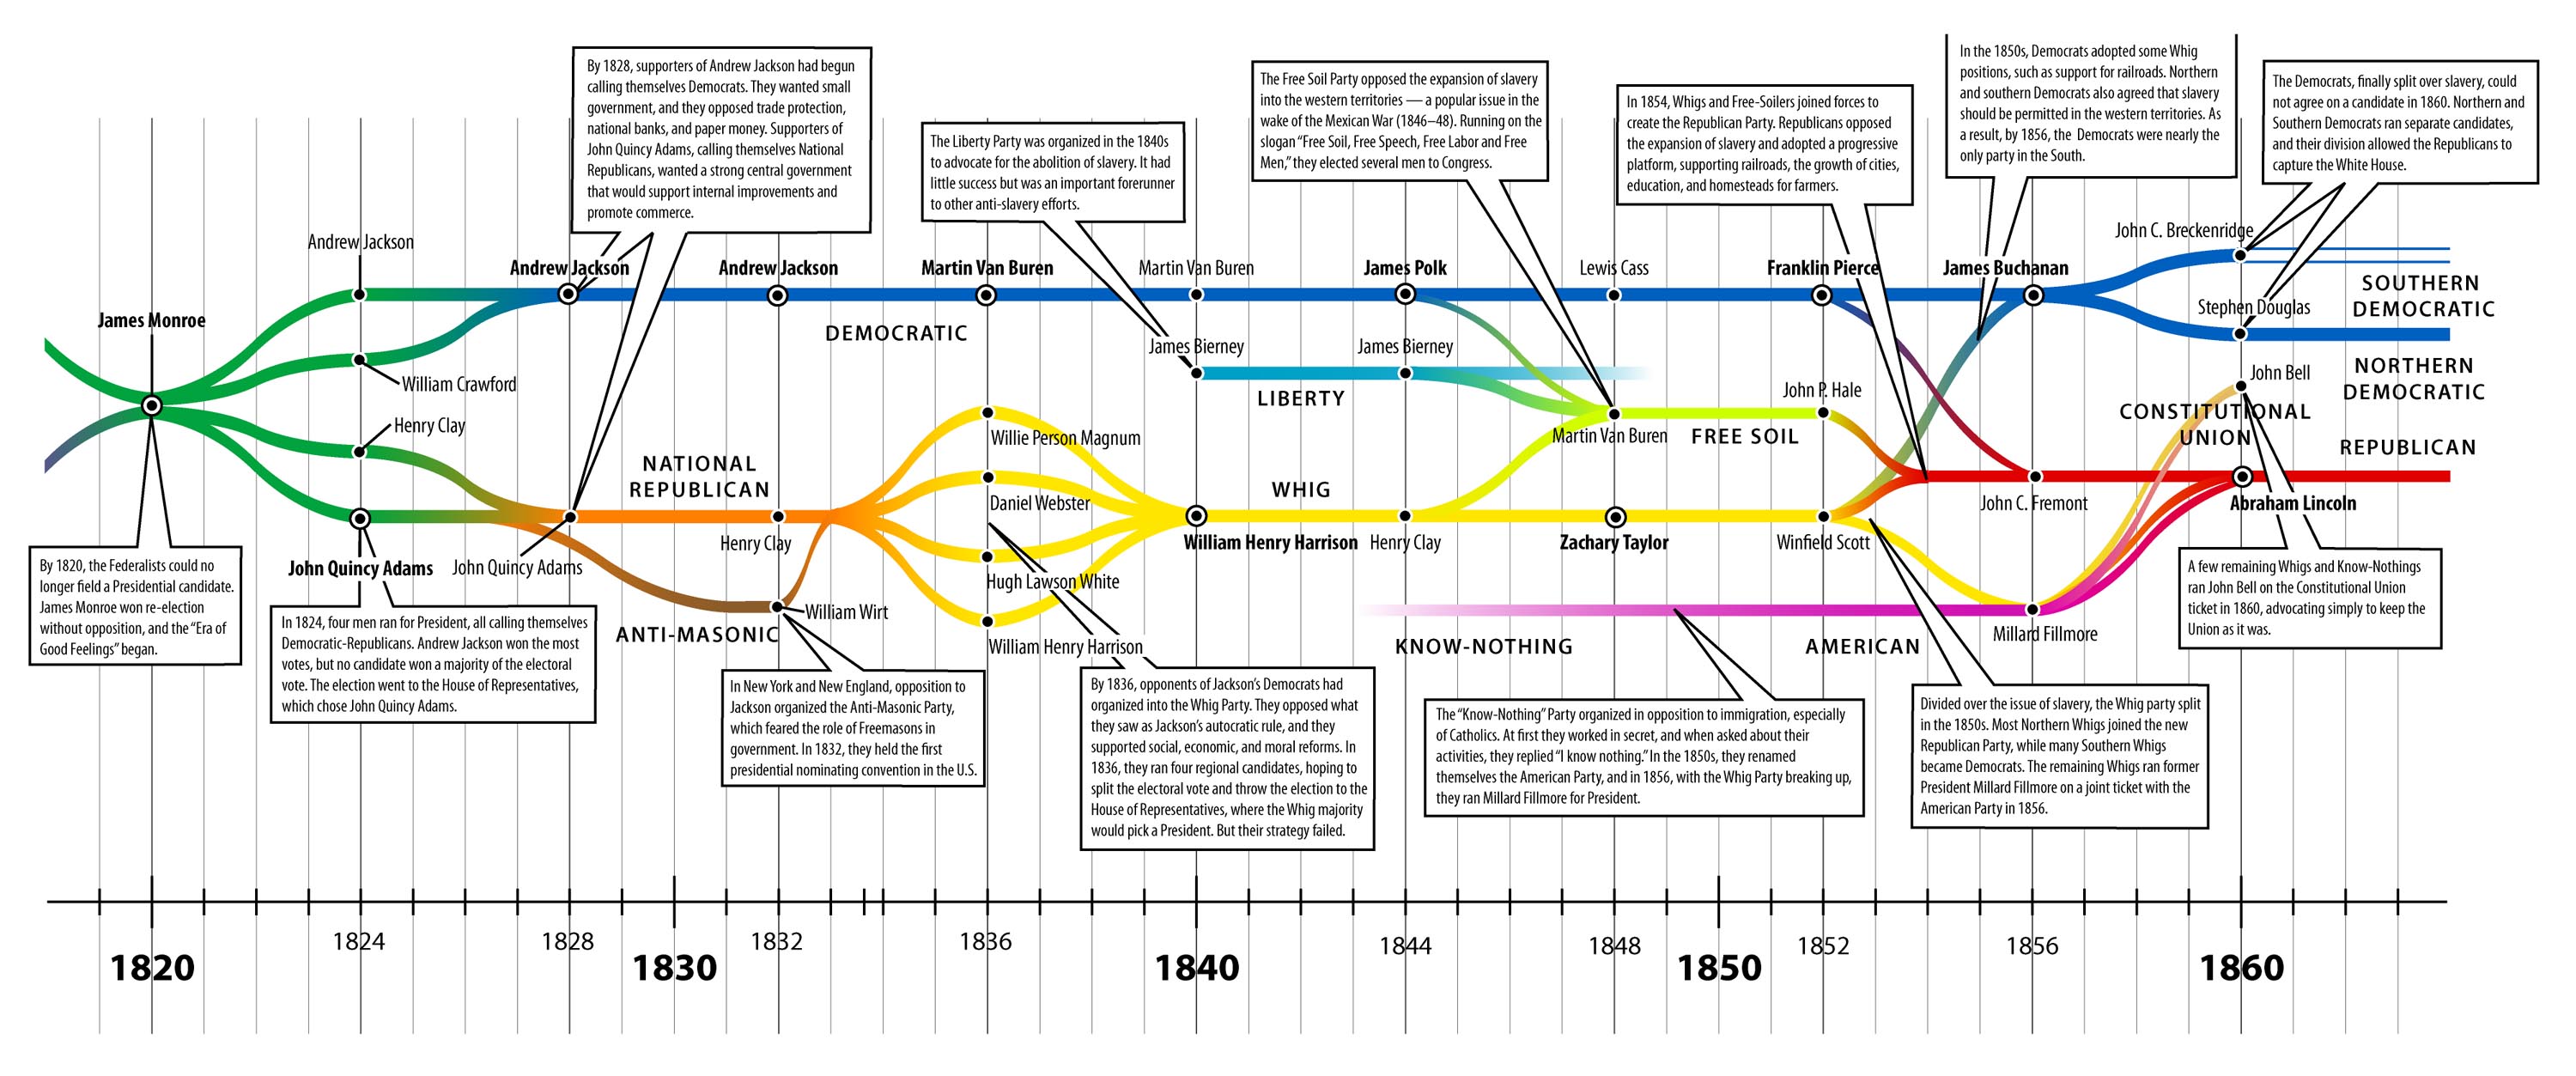 By 1828, supporters of Andrew Jackson had begun
calling themselves Democrats. They wanted small
government, and they opposed trade protection,
national banks, and paper money. Supporters of
John Quincy Adams, calling themselves National
Republicans, wanted a strong central government
that would support internal improvements and
promote commerce.
The Liberty Party was organized in the 1840s
to advocate for the abolition of slavery. It had
little success but was an important forerunner
to other anti-slavery efforts.
The Free Soil Party opposed the expansion of slavery
into the western territories — a popular issue in the
wake of the Mexican War (1846–48). Running on the
slogan “Free Soil, Free Speech, Free Labor and Free
Men,” they elected several men to Congress.
In 1854, Whigs and Free-Soilers joined forces to
create the Republican Party. Republicans opposed
the expansion of slavery and adopted a progressive
platform, supporting railroads, the growth of cities,
education, and homesteads for farmers.
In the 1850s, Democrats adopted some Whig
positions, such as support for railroads. Northern
and southern Democrats also agreed that slavery
should be permitted in the western territories. As
a result, by 1856, the Democrats were nearly the
only party in the South.
The Democrats, finally split over slavery, could
not agree on a candidate in 1860. Northern and
Southern Democrats ran separate candidates,
and their division allowed the Republicans to
capture the White House.
James Monroe
Andrew Jackson
William Crawford
Henry Clay
John Quincy Adams
Andrew Jackson
John Quincy Adams
Andrew Jackson
Henry Clay
William Wirt
Martin Van Buren
Willie Person Magnum
Daniel Webster
Hugh Lawson White
William Henry Harrison
Martin Van Buren
James Bierney
William Henry Harrison
James Polk
James Bierney
Henry Clay
Lewis Cass
Martin Van Buren
Zachary Taylor
Franklin Pierce
John P. Hale
Winfield Scott
James Buchanan
John C. Fremont
Millard Fillmore
John C. Breckenridge
Stephen Douglas
John Bell
Abraham Lincoln
DEMOCRATIC
NATIONAL
REPUBLICAN
ANTI-MASONIC
LIBERTY
WHIG
FREE SOIL
KNOW-NOTHING
AMERICAN
SOUTHERN
DEMOCRATIC
NORTHERN
DEMOCRATIC
CONSTITUTIONAL
UNION
REPUBLICAN
By 1820, the Federalists could no
longer field a Presidential candidate.
James Monroe won re-election
without opposition, and the “Era of
Good Feelings” began.
In 1824, four men ran for President, all calling themselves
Democratic-Republicans. Andrew Jackson won the most
votes, but no candidate won a majority of the electoral
vote. The election went to the House of Representatives,
which chose John Quincy Adams.
In New York and New England, opposition to
Jackson organized the Anti-Masonic Party,
which feared the role of Freemasons in
government. In 1832, they held the first
presidential nominating convention in the U.S.
By 1836, opponents of Jackson’s Democrats had
organized into the Whig Party. They opposed what
they saw as Jackson’s autocratic rule, and they
supported social, economic, and moral reforms. In
1836, they ran four regional candidates, hoping to
split the electoral vote and throw the election to the
House of Representatives, where the Whig majority
would pick a President. But their strategy failed.
The “Know-Nothing” Party organized in opposition to immigration, especially
of Catholics. At first they worked in secret, and when asked about their
activities, they replied “I know nothing.” In the 1850s, they renamed
themselves the American Party, and in 1856, with the Whig Party breaking up,
they ran Millard Fillmore for President.
Divided over the issue of slavery, the Whig party split
in the 1850s. Most Northern Whigs joined the new
Republican Party, while many Southern Whigs
became Democrats. The remaining Whigs ran former
President Millard Fillmore on a joint ticket with the
American Party in 1856.
A few remaining Whigs and Know-Nothings
ran John Bell on the Constitutional Union
ticket in 1860, advocating simply to keep the
Union as it was.
1820
1824
1828
1830
1832
1836
1840
1844
1848
1850
1852
1856
1860